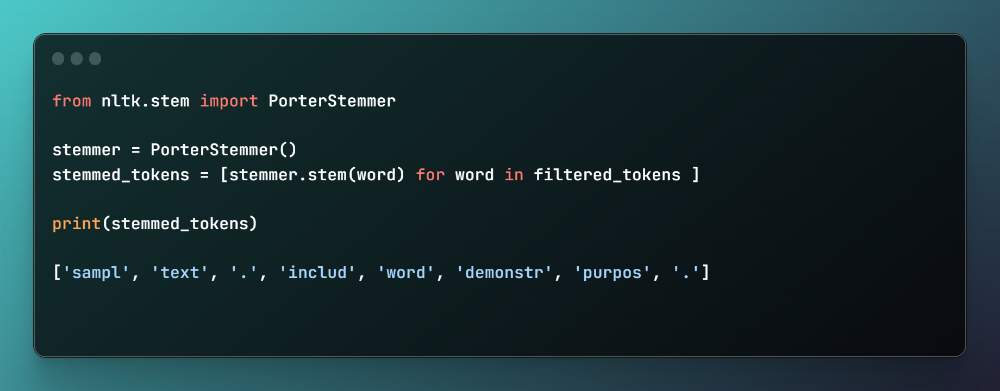 from nltk.stem import PorterStemmer
stemmer = PorterStemmer()
stemmed_tokens = [stemmer.stem(word) for word in filtered_tokens ]
print(stemmed_tokens)
['sampl', 'text', '.', 'includ', 'word', 'demonstr', 'purpos', '.']